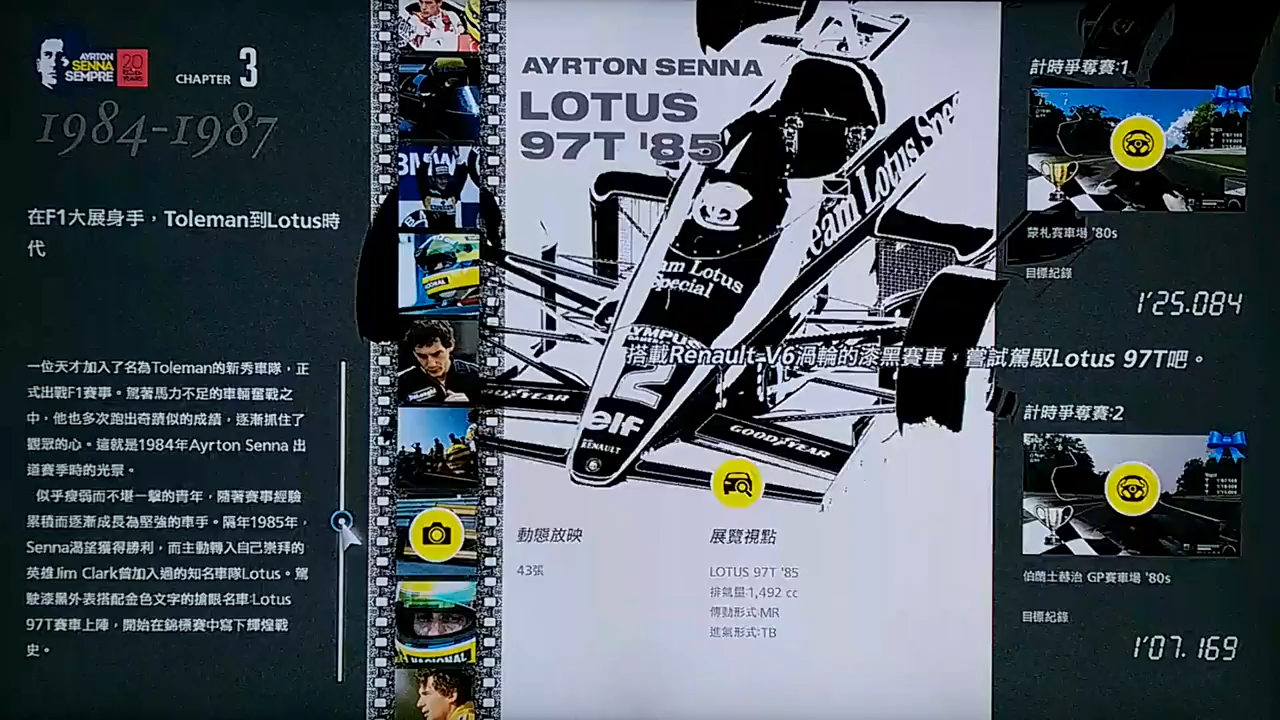 AYRTON
SENNA
SEMPRE
20
CHAPTER 3
1984-1987
在F1大展身手，Toleman到Lotus時
代
一位天才加入了名為Toleman的新秀車隊，正
式出戰F1賽事。駕著馬力不足的車輛奮戰之
中，他也多次跑出奇蹟似的成績，逐漸抓住了
觀眾的心。這就是1984年Ayrton Senna 出
道賽季時的光景。
似乎瘦弱而不堪一擊的青年，隨著賽事經驗
累積而逐漸成長為堅強的車手。隔年1985年，
Senna渴望獲得勝利，而主動轉入自己崇拜的
英雄Jim Clark曾加入過的知名車隊Lotus。駕
駛漆黑外表搭配金色文字的搶眼名車:Lotus
97T賽車上陣，開始在錦標賽中寫下輝煌戰
史。
BMW
NACIONAL
AYRTON SENNA
LOTUS
97T '85
Team Lotus Spe
am Lotus
Special
OLYMPUS
2
elf
RENAULT
GOODYEAR
GOODYEAR
搭載Renault V6渦輪的漆黑賽車，嘗試駕馭Lotus 97T吧。
動態放映
43張
展覽視點
LOTUS 97T '85
排氣量:1,492 cc
傳動形式:MR
進氣形式:TB
計時爭奪賽:1
蒙札賽車場 '80s
目標紀錄
1'25.084
計時爭奪賽:2
伯蘭士赫治 GP賽車場 '80s
目標紀錄
1'07.169